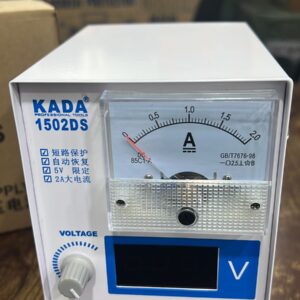 KADA®
PROFESSIONAL TOOLS
1502DS
✓ 短路保护
✓ 自动恢复
✓ 5V 限定
✓ 2A大电流
0 0.5 1.0 1.5 2.0
A
85C1-A
GB/T7676-98
VOLTAGE
V